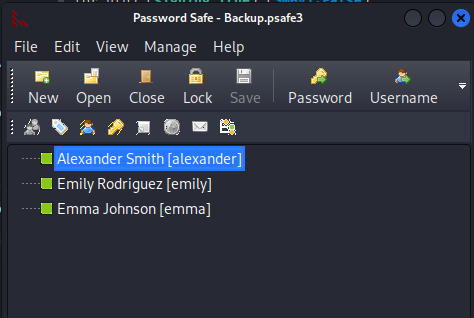 Password Safe - Backup.psafe3
File Edit View Manage Help
New Open Close Lock Save Password Username
Alexander Smith [alexander]
Emily Rodriguez [emily]
Emma Johnson [emma]